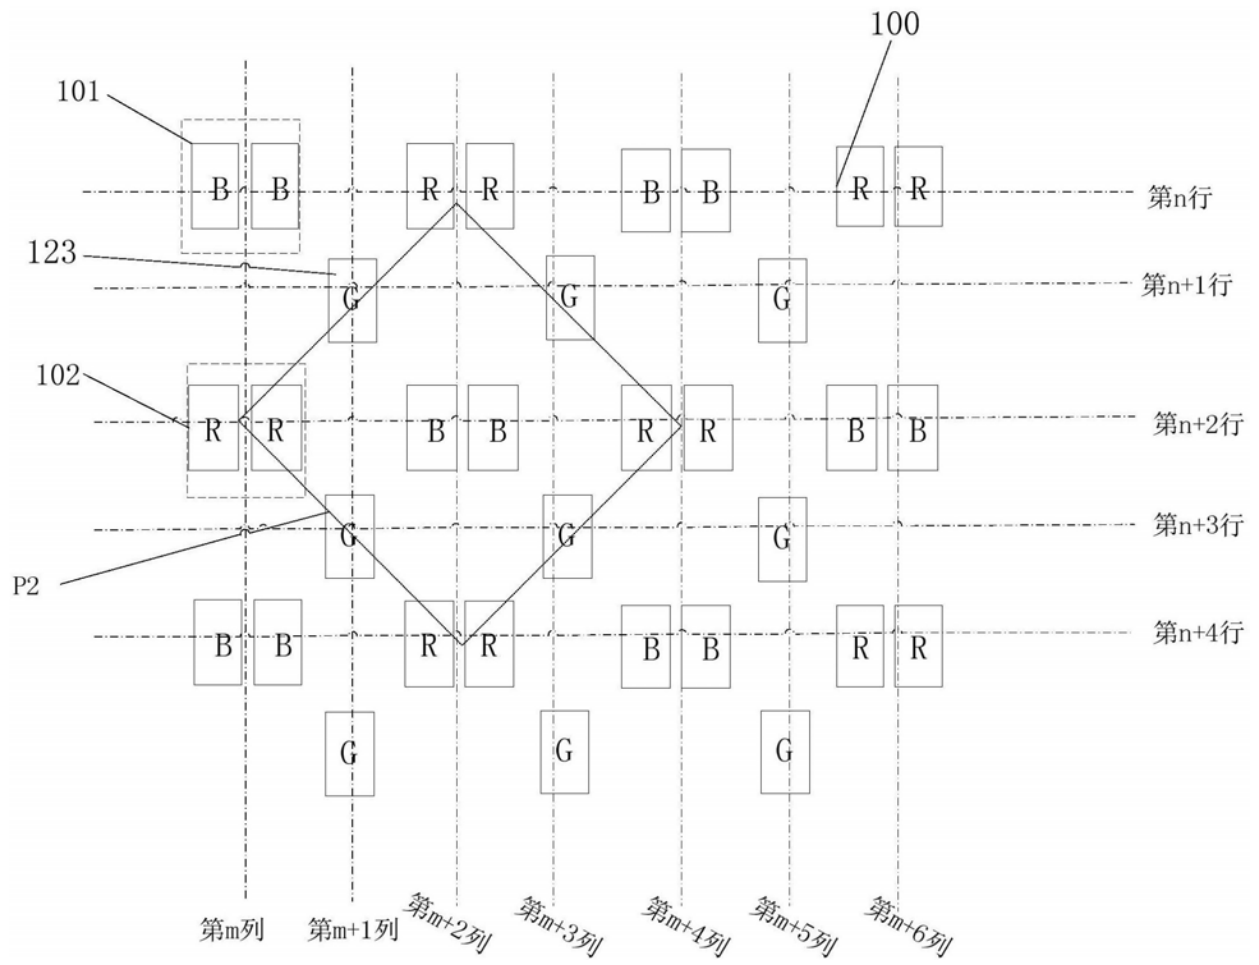 100
101
B B R R B B R R 第n行
123
G G G 第n+1行
102
R R B B R R B B 第n+2行
G G G 第n+3行
P2
B B R R B B R R 第n+4行
G G G
第m列 第m+1列 第m+2列 第m+3列 第m+4列 第m+5列 第m+6列